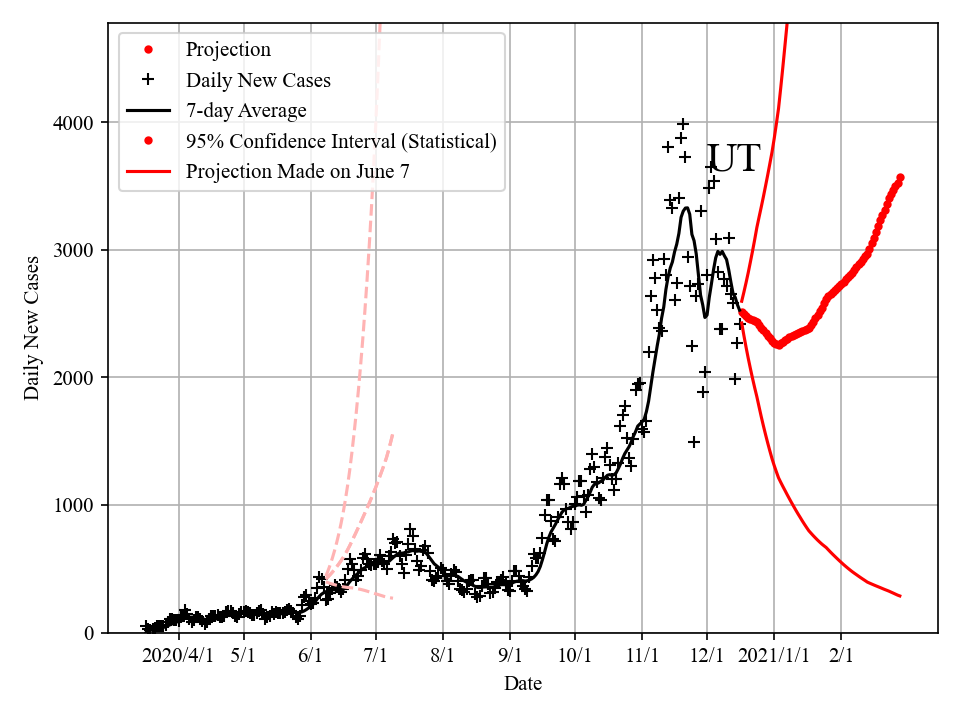 Projection
Daily New Cases
7-day Average
95% Confidence Interval (Statistical)
Projection Made on June 7
UT
4000
3000
2000
1000
0
Daily New Cases
2020/4/1 5/1 6/1 7/1 8/1 9/1 10/1 11/1 12/1 2021/1/1 2/1
Date